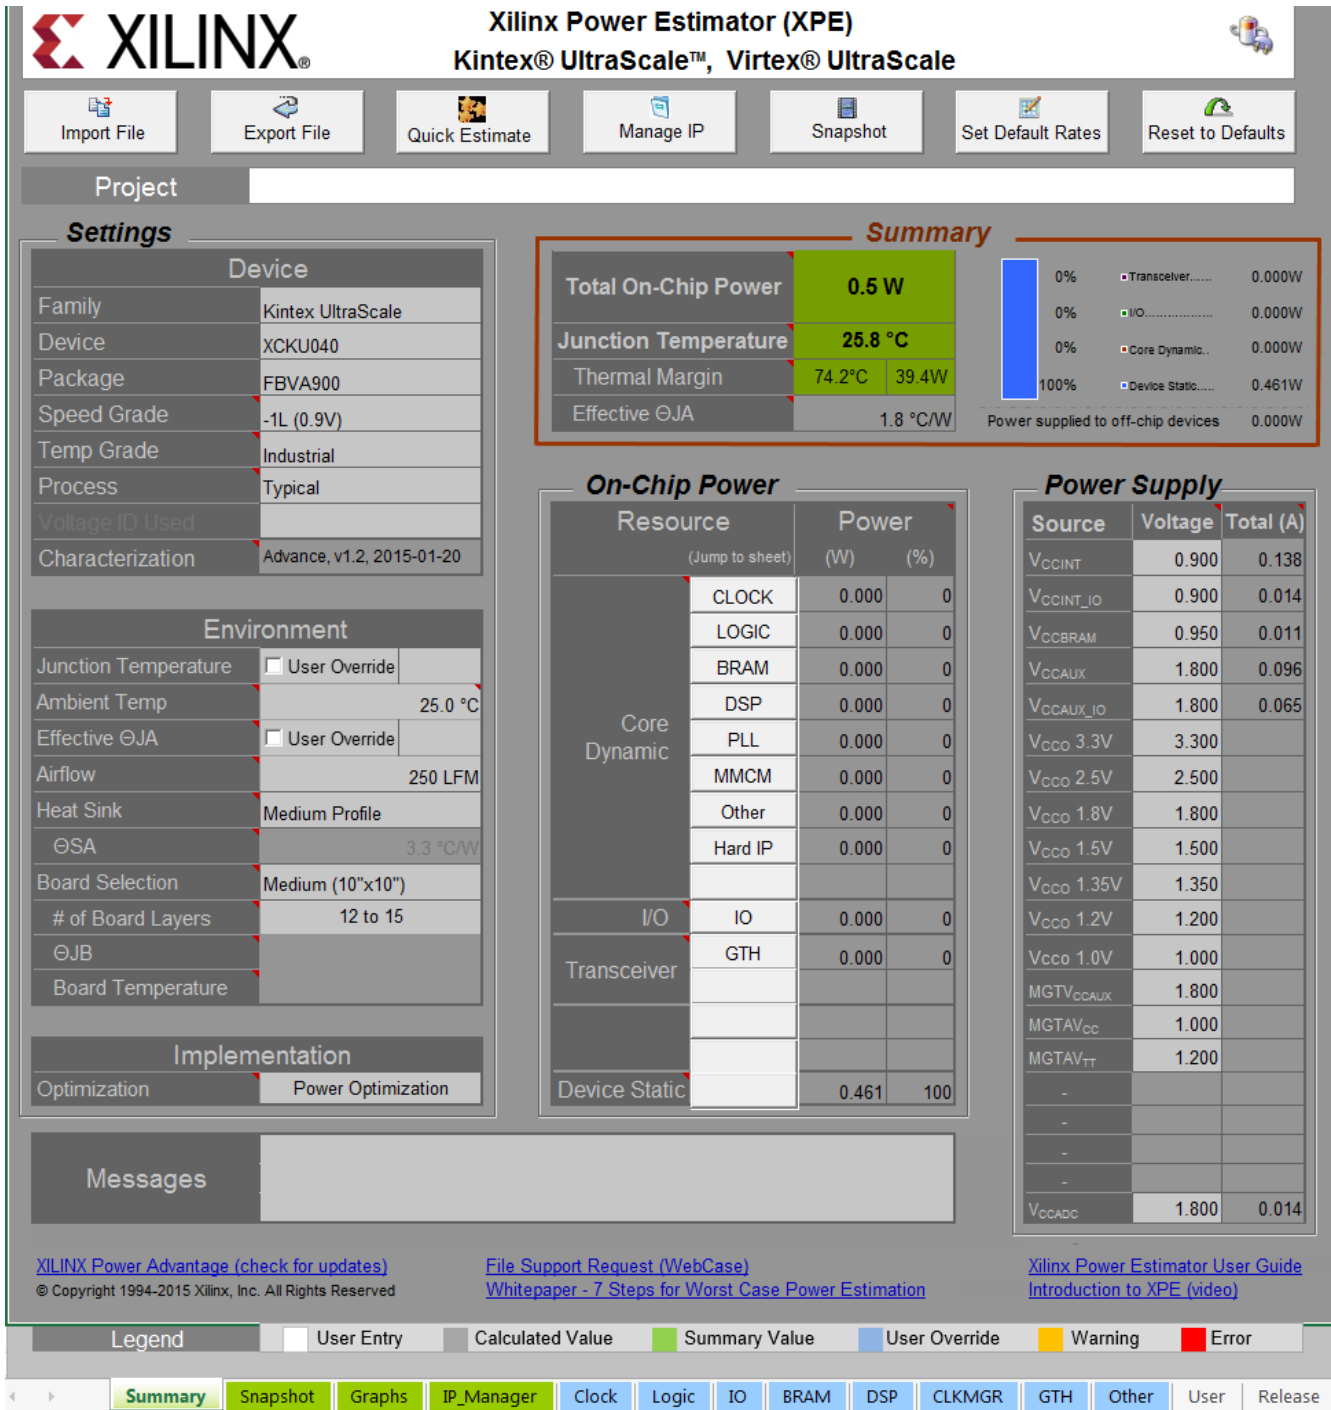 XILINX®
Xilinx Power Estimator (XPE)
Kintex® UltraScale™, Virtex® UltraScale
Import File
Export File
Quick Estimate
Manage IP
Snapshot
Set Default Rates
Reset to Defaults
Project
Settings
Device
Family Kintex UltraScale
Device XCKU040
Package FBVA900
Speed Grade -1L (0.9V)
Temp Grade Industrial
Process Typical
Voltage ID Used
Characterization Advance, v1.2, 2015-01-20
Environment
Junction Temperature User Override
Ambient Temp 25.0 °C
Effective ΘJA User Override
Airflow 250 LFM
Heat Sink Medium Profile
ΘSA 3.3 °C/W
Board Selection Medium (10"x10")
# of Board Layers 12 to 15
ΘJB
Board Temperature
Implementation
Optimization Power Optimization
Summary
Total On-Chip Power 0.5 W
Junction Temperature 25.8 °C
Thermal Margin 74.2°C 39.4W
Effective ΘJA 1.8 °C/W
0% Transceiver...... 0.000W
0% I/O.................. 0.000W
0% Core Dynamic.. 0.000W
100% Device Static..... 0.461W
Power supplied to off-chip devices 0.000W
On-Chip Power
Resource Power
(Jump to sheet) (W) (%)
Core Dynamic
CLOCK 0.000 0
LOGIC 0.000 0
BRAM 0.000 0
DSP 0.000 0
PLL 0.000 0
MMCM 0.000 0
Other 0.000 0
Hard IP 0.000 0
I/O IO 0.000 0
Transceiver GTH 0.000 0
Device Static 0.461 100
Power Supply
Source Voltage Total (A)
VCCINT 0.900 0.138
VCCINT_IO 0.900 0.014
VCCBRAM 0.950 0.011
VCCAUX 1.800 0.096
VCCAUX_IO 1.800 0.065
VCCO 3.3V 3.300
VCCO 2.5V 2.500
VCCO 1.8V 1.800
VCCO 1.5V 1.500
VCCO 1.35V 1.350
VCCO 1.2V 1.200
Vcco 1.0V 1.000
MGTVCCAUX 1.800
MGTAVCC 1.000
MGTAVTT 1.200
-
-
-
-
VCCADC 1.800 0.014
Messages
XILINX Power Advantage (check for updates)
© Copyright 1994-2015 Xilinx, Inc. All Rights Reserved
File Support Request (WebCase)
Whitepaper - 7 Steps for Worst Case Power Estimation
Xilinx Power Estimator User Guide
Introduction to XPE (video)
Legend User Entry Calculated Value Summary Value User Override Warning Error
Summary Snapshot Graphs IP_Manager Clock Logic IO BRAM DSP CLKMGR GTH Other User Release